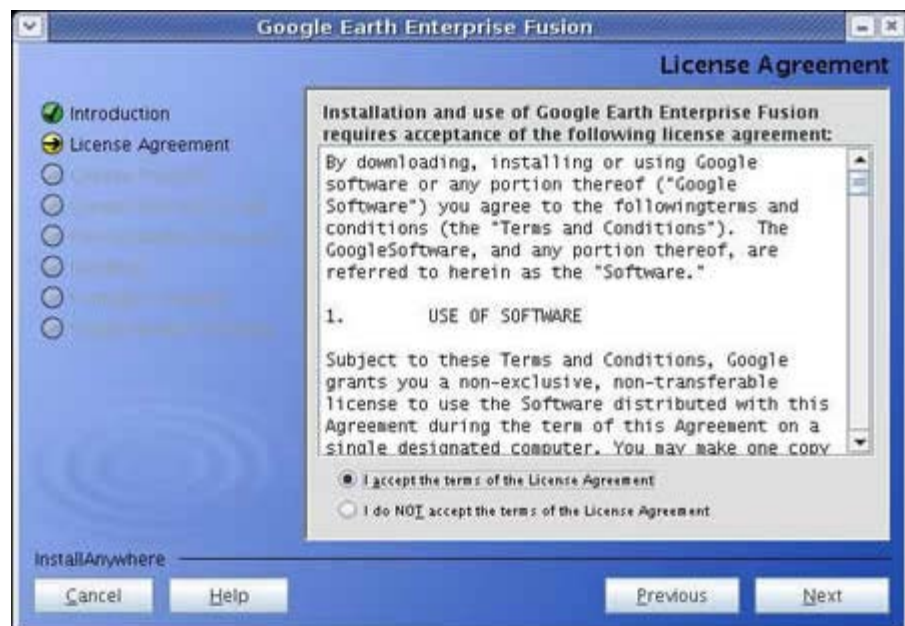 Google Earth Enterprise Fusion
License Agreement
Introduction
License Agreement
Installation and use of Google Earth Enterprise Fusion
requires acceptance of the following license agreement:
By downloading, installing or using Google
software or any portion thereof ("Google
Software") you agree to the followingterms and
conditions (the "Terms and Conditions").  The
GoogleSoftware, and any portion thereof, are
referred to herein as the "Software."
1.        USE OF SOFTWARE
Subject to these Terms and Conditions, Google
grants you a non-exclusive, non-transferable
license to use the Software distributed with this
Agreement during the term of this Agreement on a
single designated computer. You may make one copy
I accept the terms of the License Agreement
I do NOT accept the terms of the License Agreement
InstallAnywhere
Cancel
Help
Previous
Next